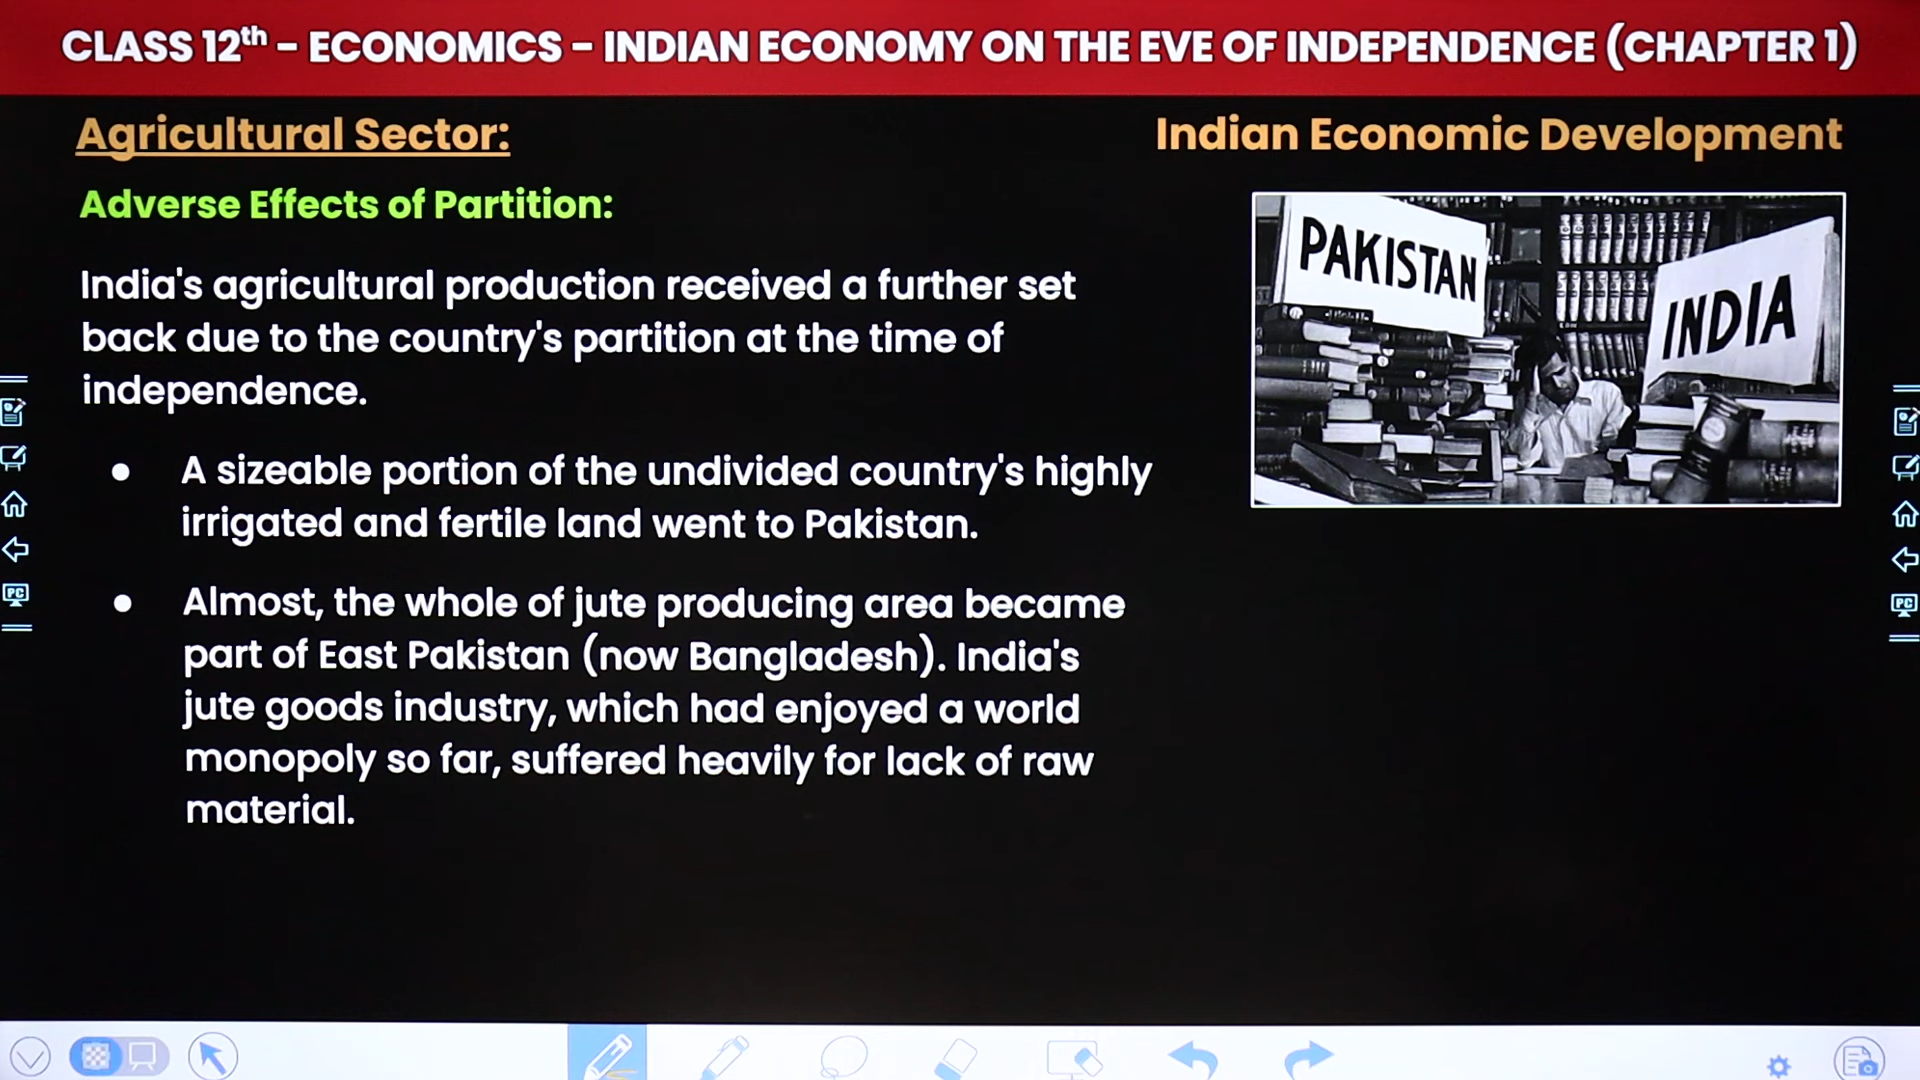 CLASS 12th - ECONOMICS - INDIAN ECONOMY ON THE EVE OF INDEPENDENCE (CHAPTER 1)
Agricultural Sector:
Indian Economic Development
Adverse Effects of Partition:
India's agricultural production received a further set
back due to the country's partition at the time of
independence.
● A sizeable portion of the undivided country's highly
irrigated and fertile land went to Pakistan.
● Almost, the whole of jute producing area became
part of East Pakistan (now Bangladesh). India's
jute goods industry, which had enjoyed a world
monopoly so far, suffered heavily for lack of raw
material.
PAKISTAN
INDIA
PC
PC